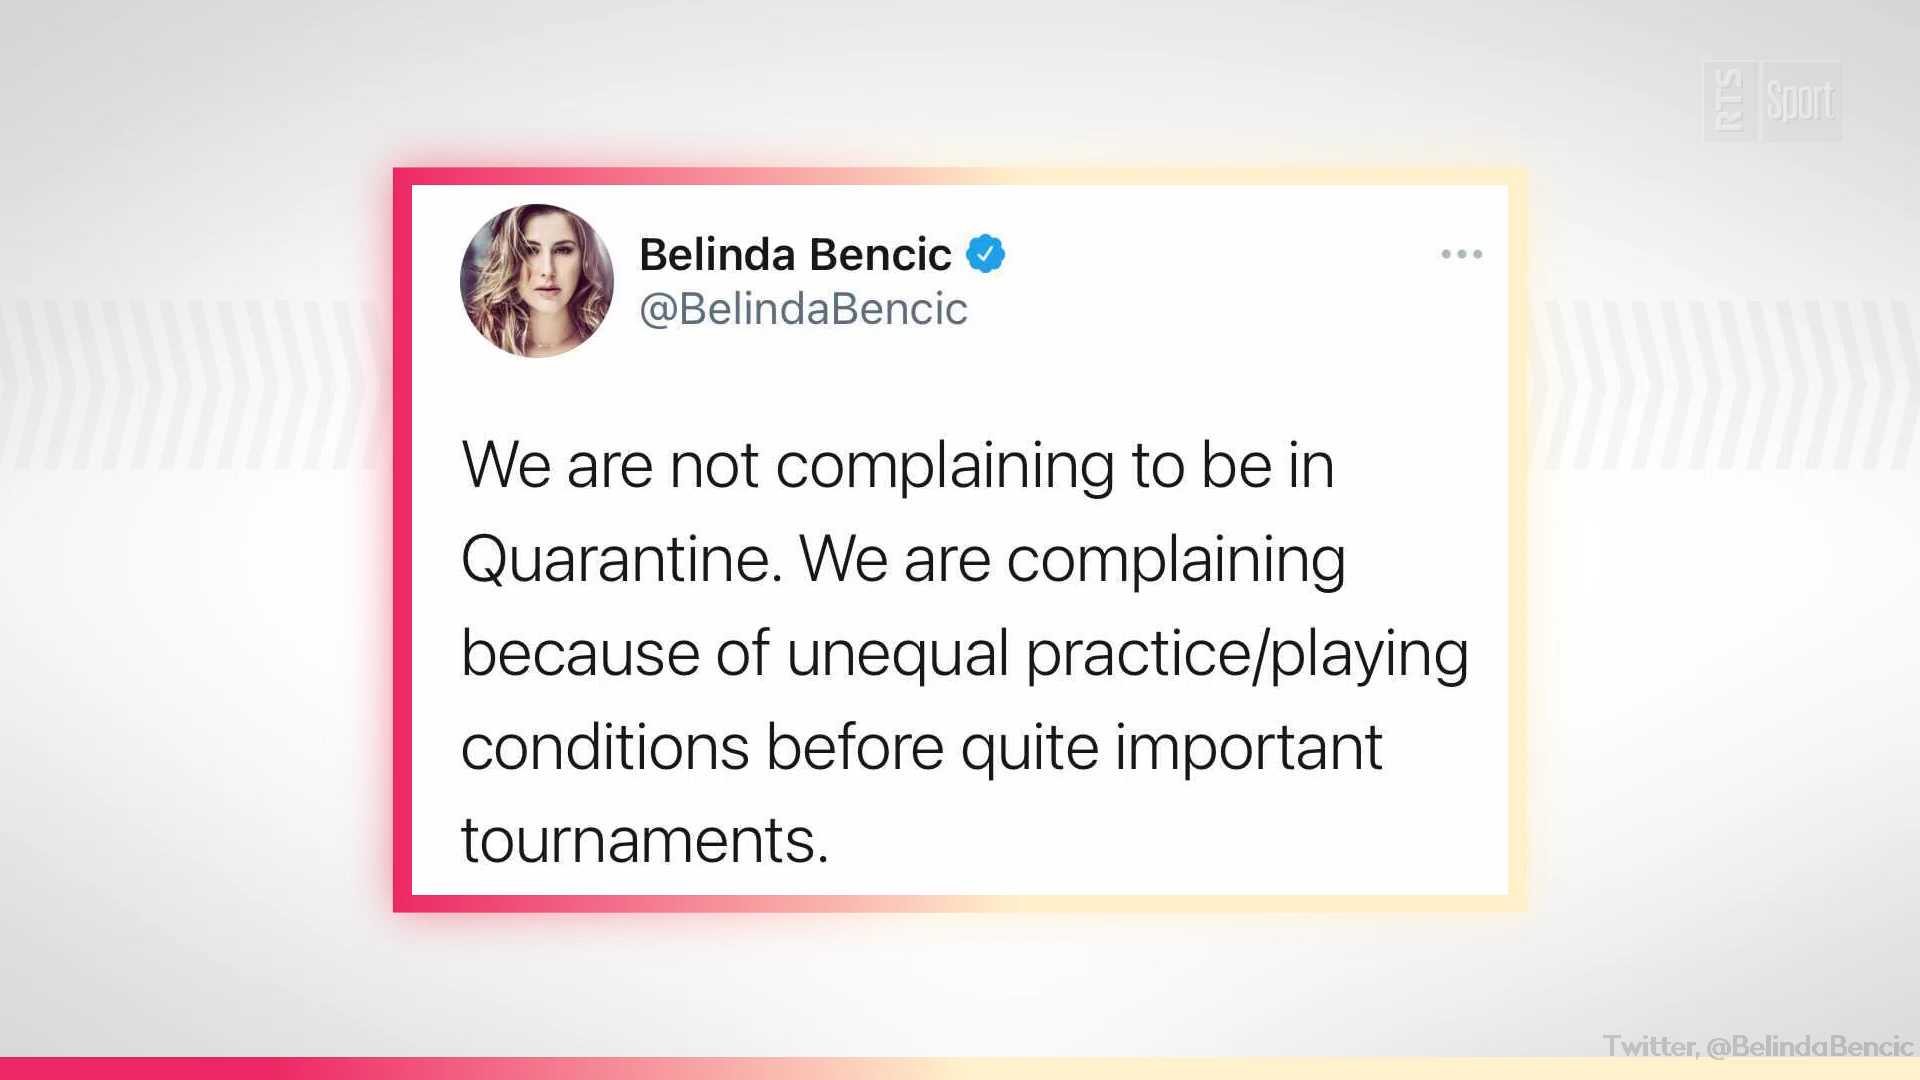 RTS Sport
Belinda Bencic
@BelindaBencic
We are not complaining to be in
Quarantine. We are complaining
because of unequal practice/playing
conditions before quite important
tournaments.
Twitter, @BelindaBencic